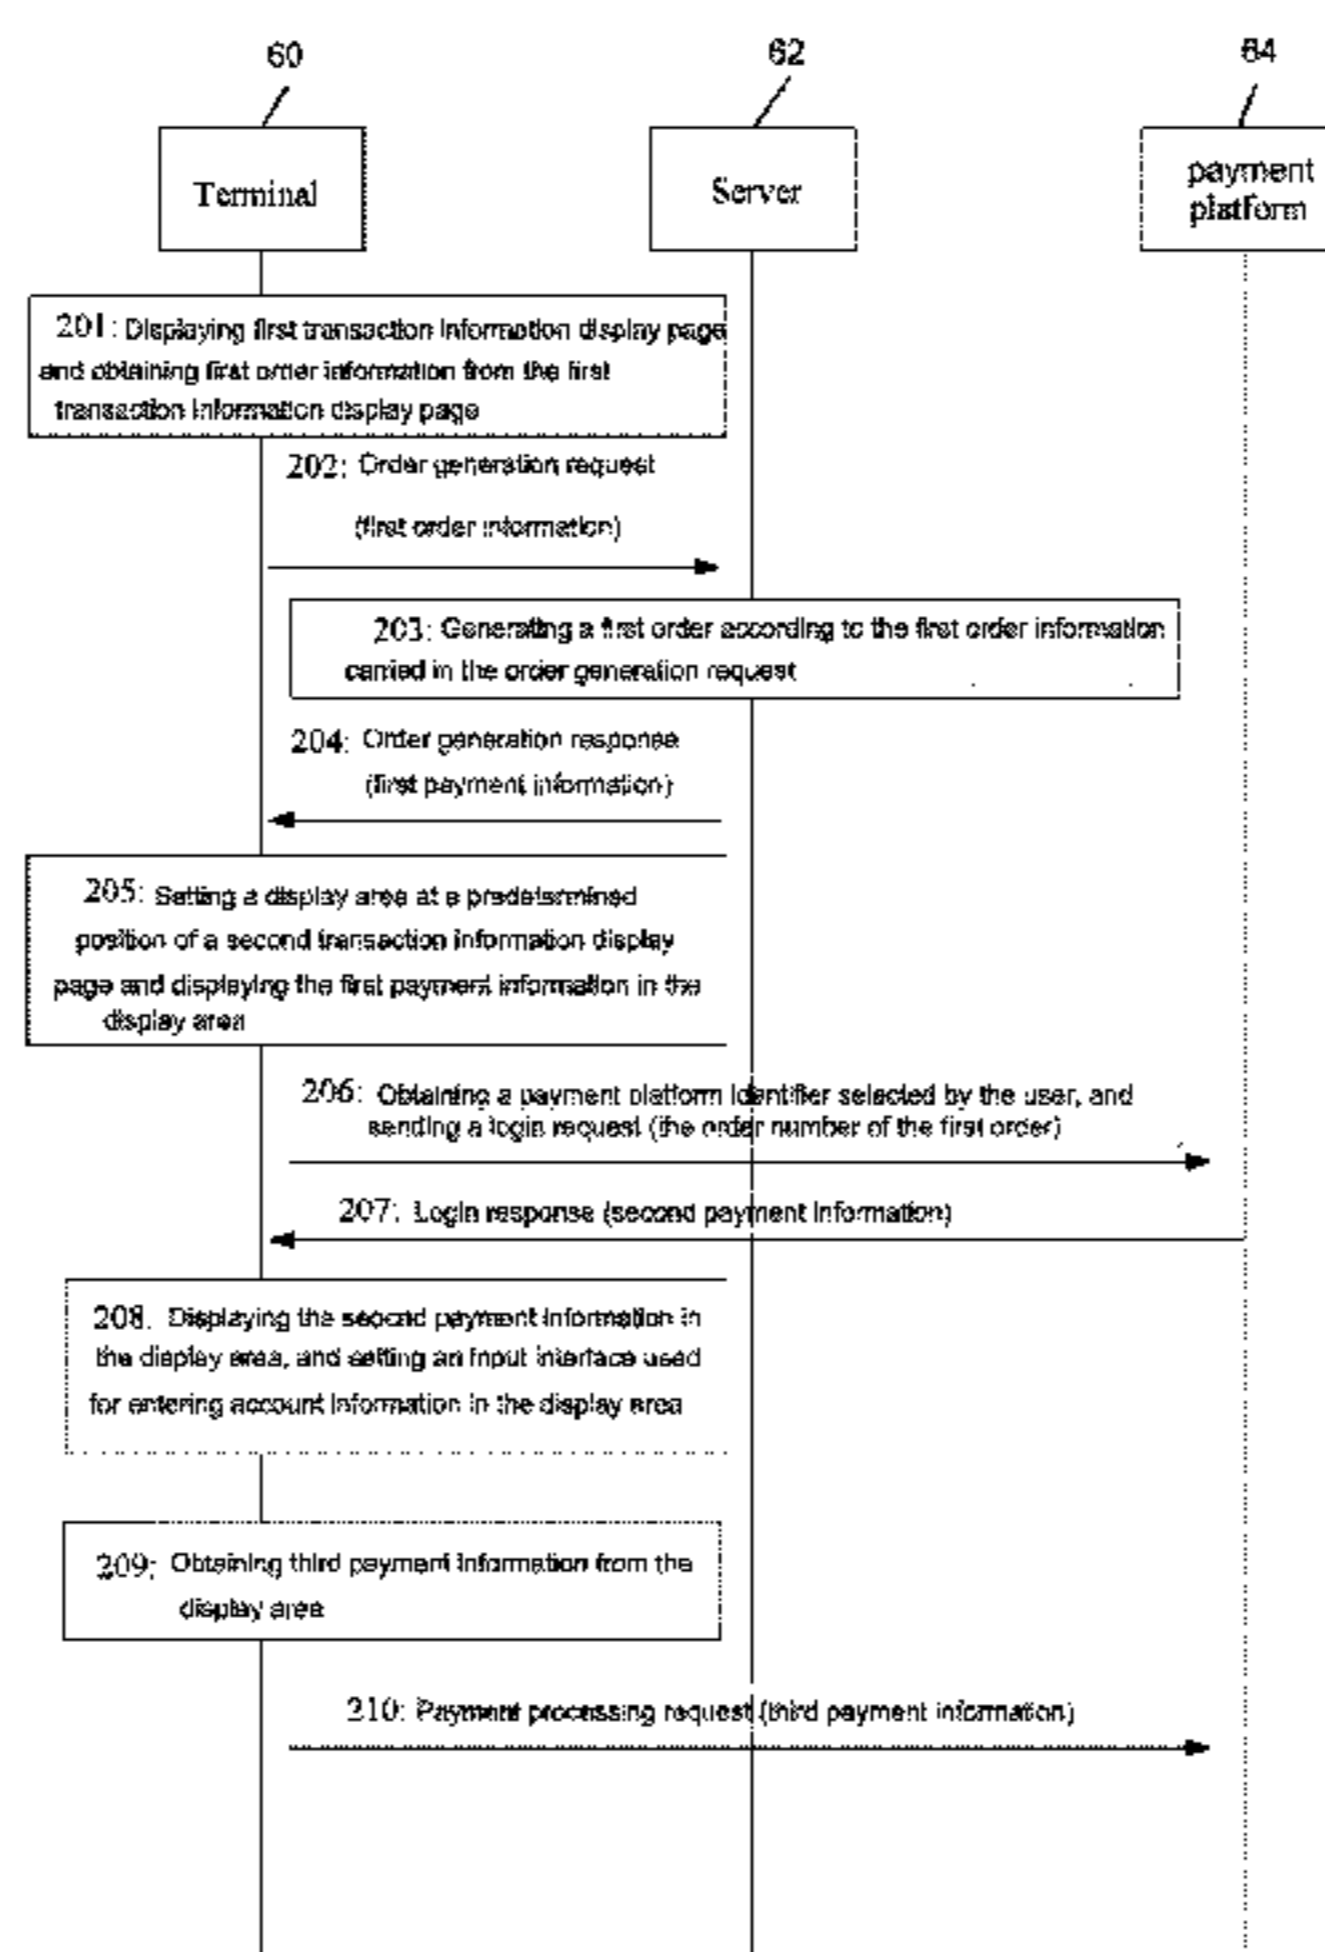 60
62
64
Terminal
Server
payment
platform
201: Displaying first transaction information display page
and obtaining first order information from the first
transaction information display page
202: Order generation request
(first order information)
203: Generating a first order according to the first order information
carried in the order generation request
204: Order generation response
(first payment information)
205: Setting a display area at a predetermined
position of a second transaction information display
page and displaying the first payment information in the
display area
206: Obtaining a payment platform identifier selected by the user, and
sending a login request (the order number of the first order)
207: Login response (second payment information)
208. Displaying the second payment information in
the display area, and setting an input interface used
for entering account information in the display area
209: Obtaining third payment information from the
display area
210: Payment processing request (third payment information)